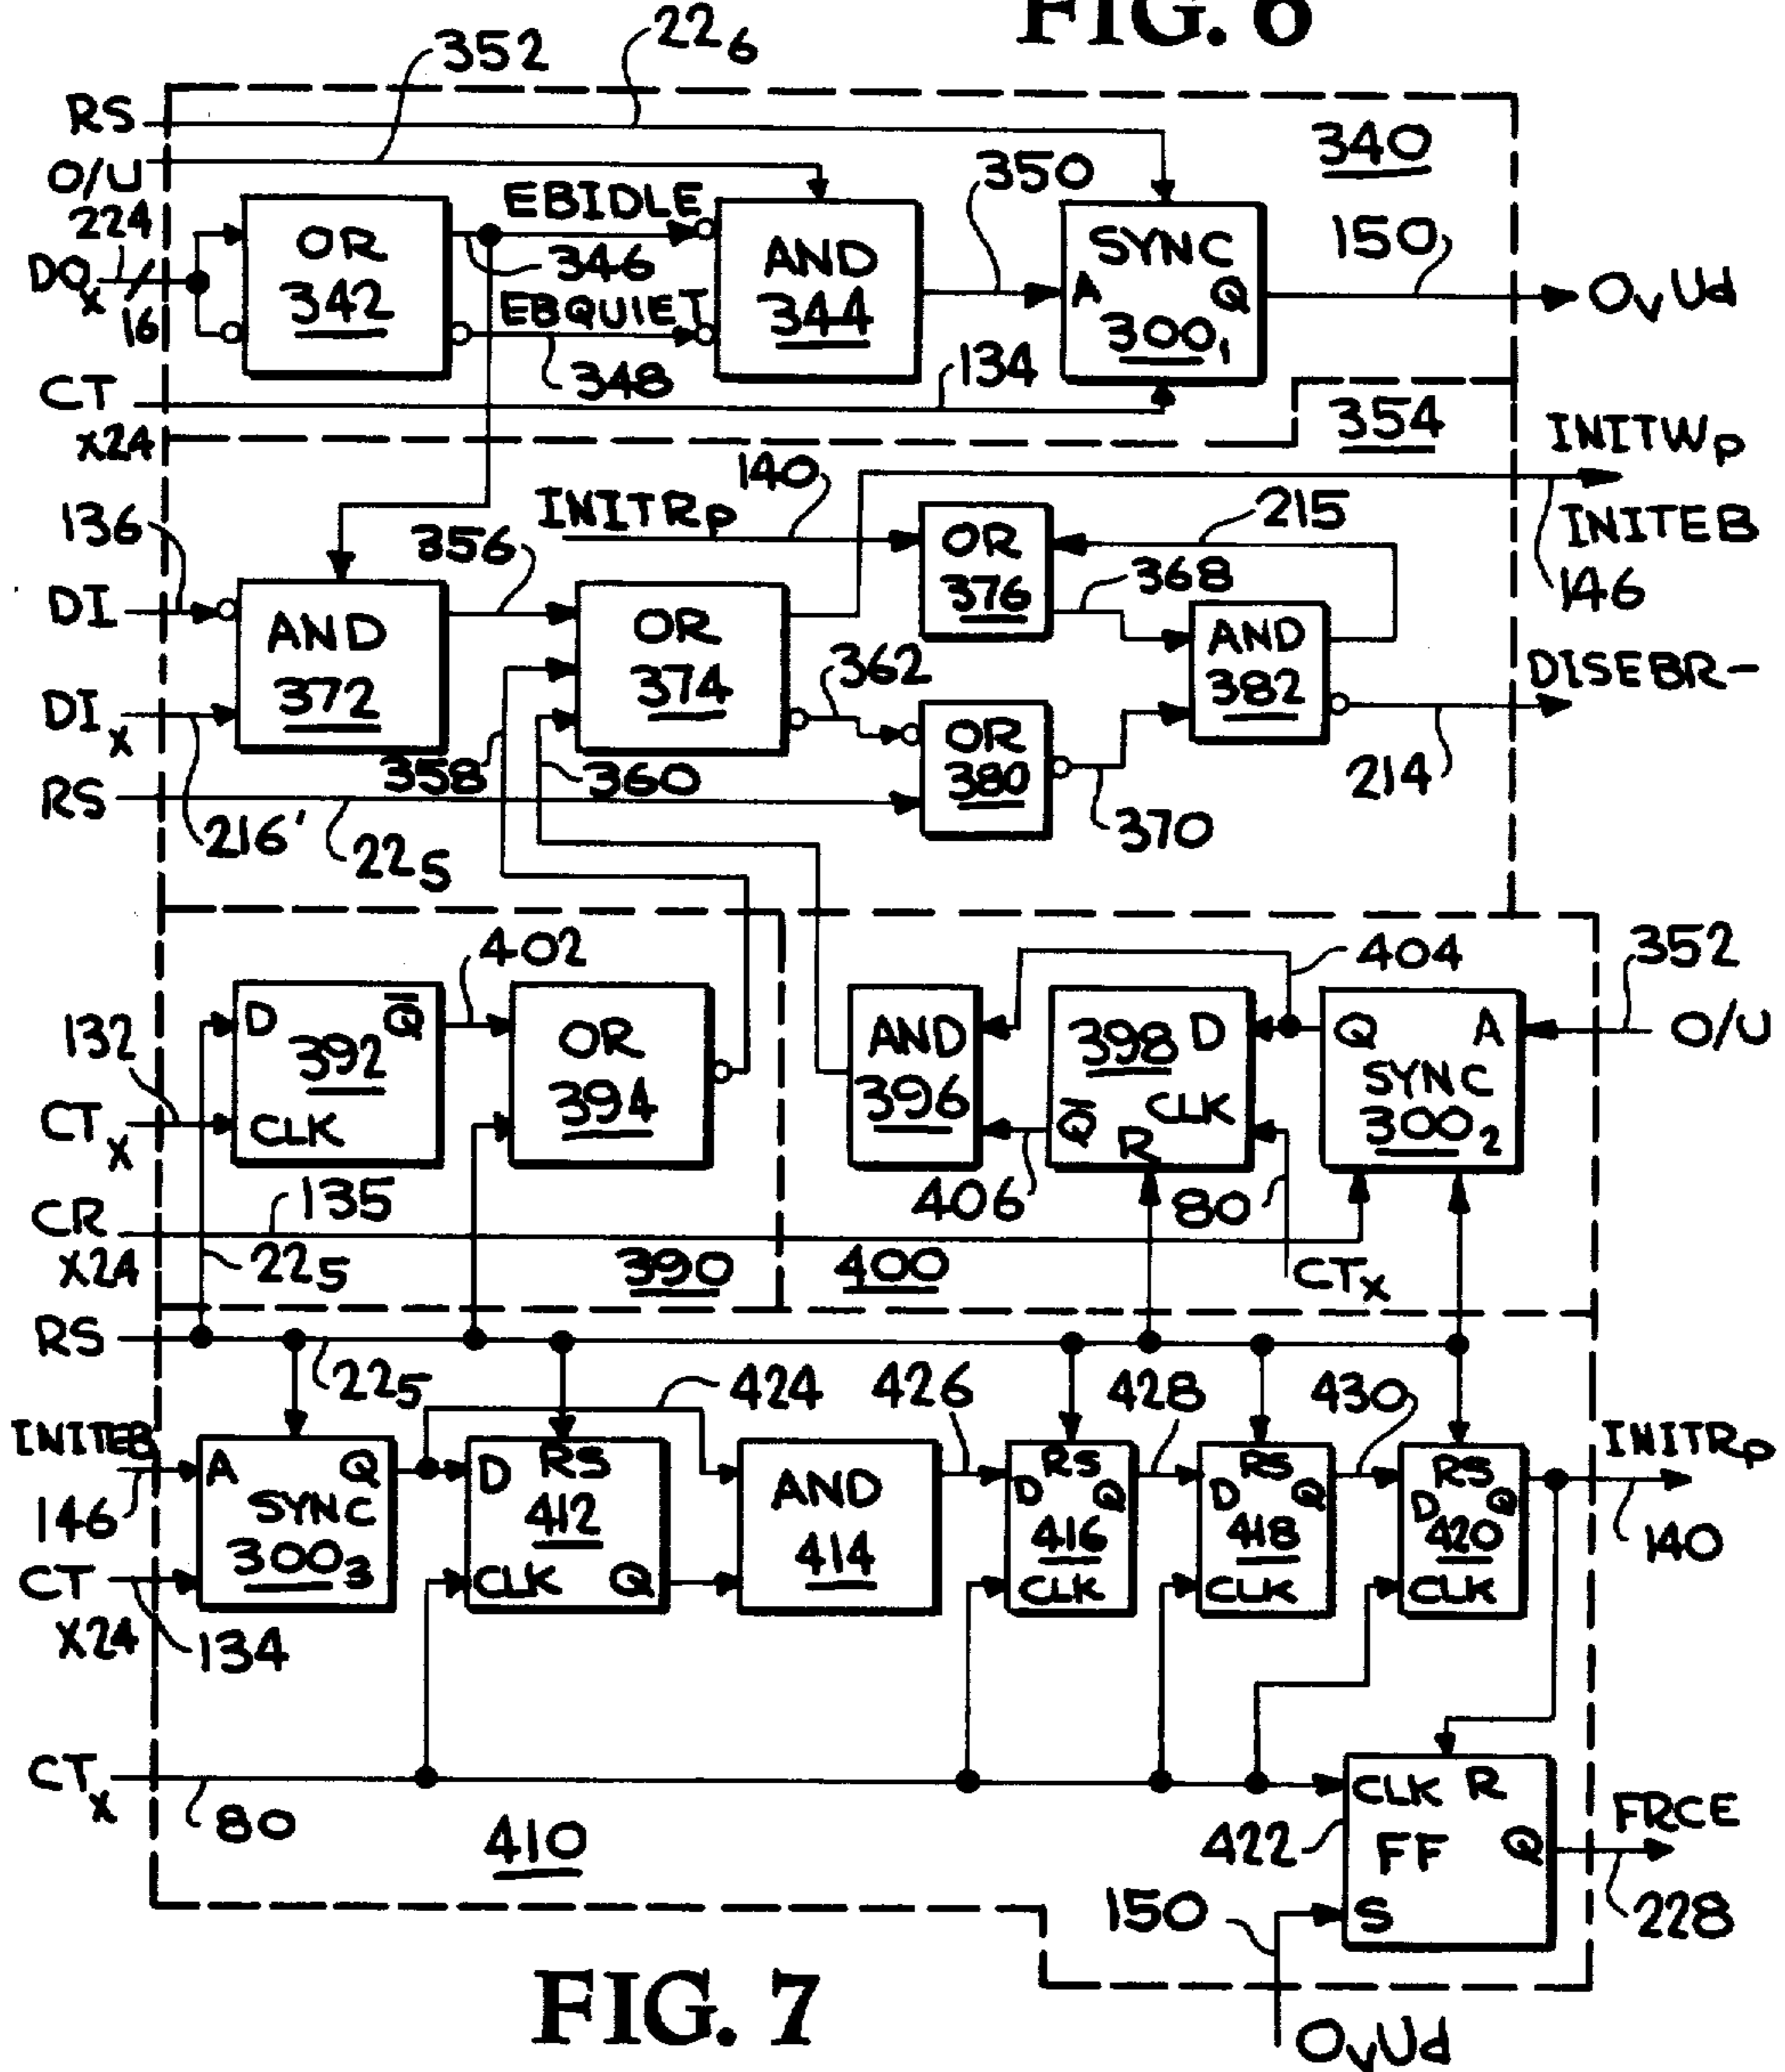 FIG. 6
352
22₆
RS
340
O/U
350
224
EBIDLE
OR
342
346
AND
344
SYNC
A Q
300₁
150
OvUd
DOx
16
EBQUIET
348
134
CT
x24
354
INITWp
140
INITRp
215
INITEB
146
136
356
OR
376
368
DI
AND
372
OR
374
AND
382
DISEBR-
362
DIx
OR
380
214
358
360
RS
216'
22₅
370
402
404
352
132
D Q̅
392
CLK
OR
394
AND
396
398 D
CLK
Q̅
R
Q A
SYNC
300₂
O/U
CTx
406
80
CR
x24
135
22₅
390
400
CTx
RS
22₅
424
426
428
430
INITEB
146
A Q
SYNC
300₃
D RS
412
CLK Q
AND
414
RS
D Q
416
CLK
RS
D Q
418
CLK
RS
D Q
420
CLK
INITRp
140
CT
x24
134
CTx
80
410
CLK R
422
FF Q
S
FRCE
228
150
FIG. 7
OvUd